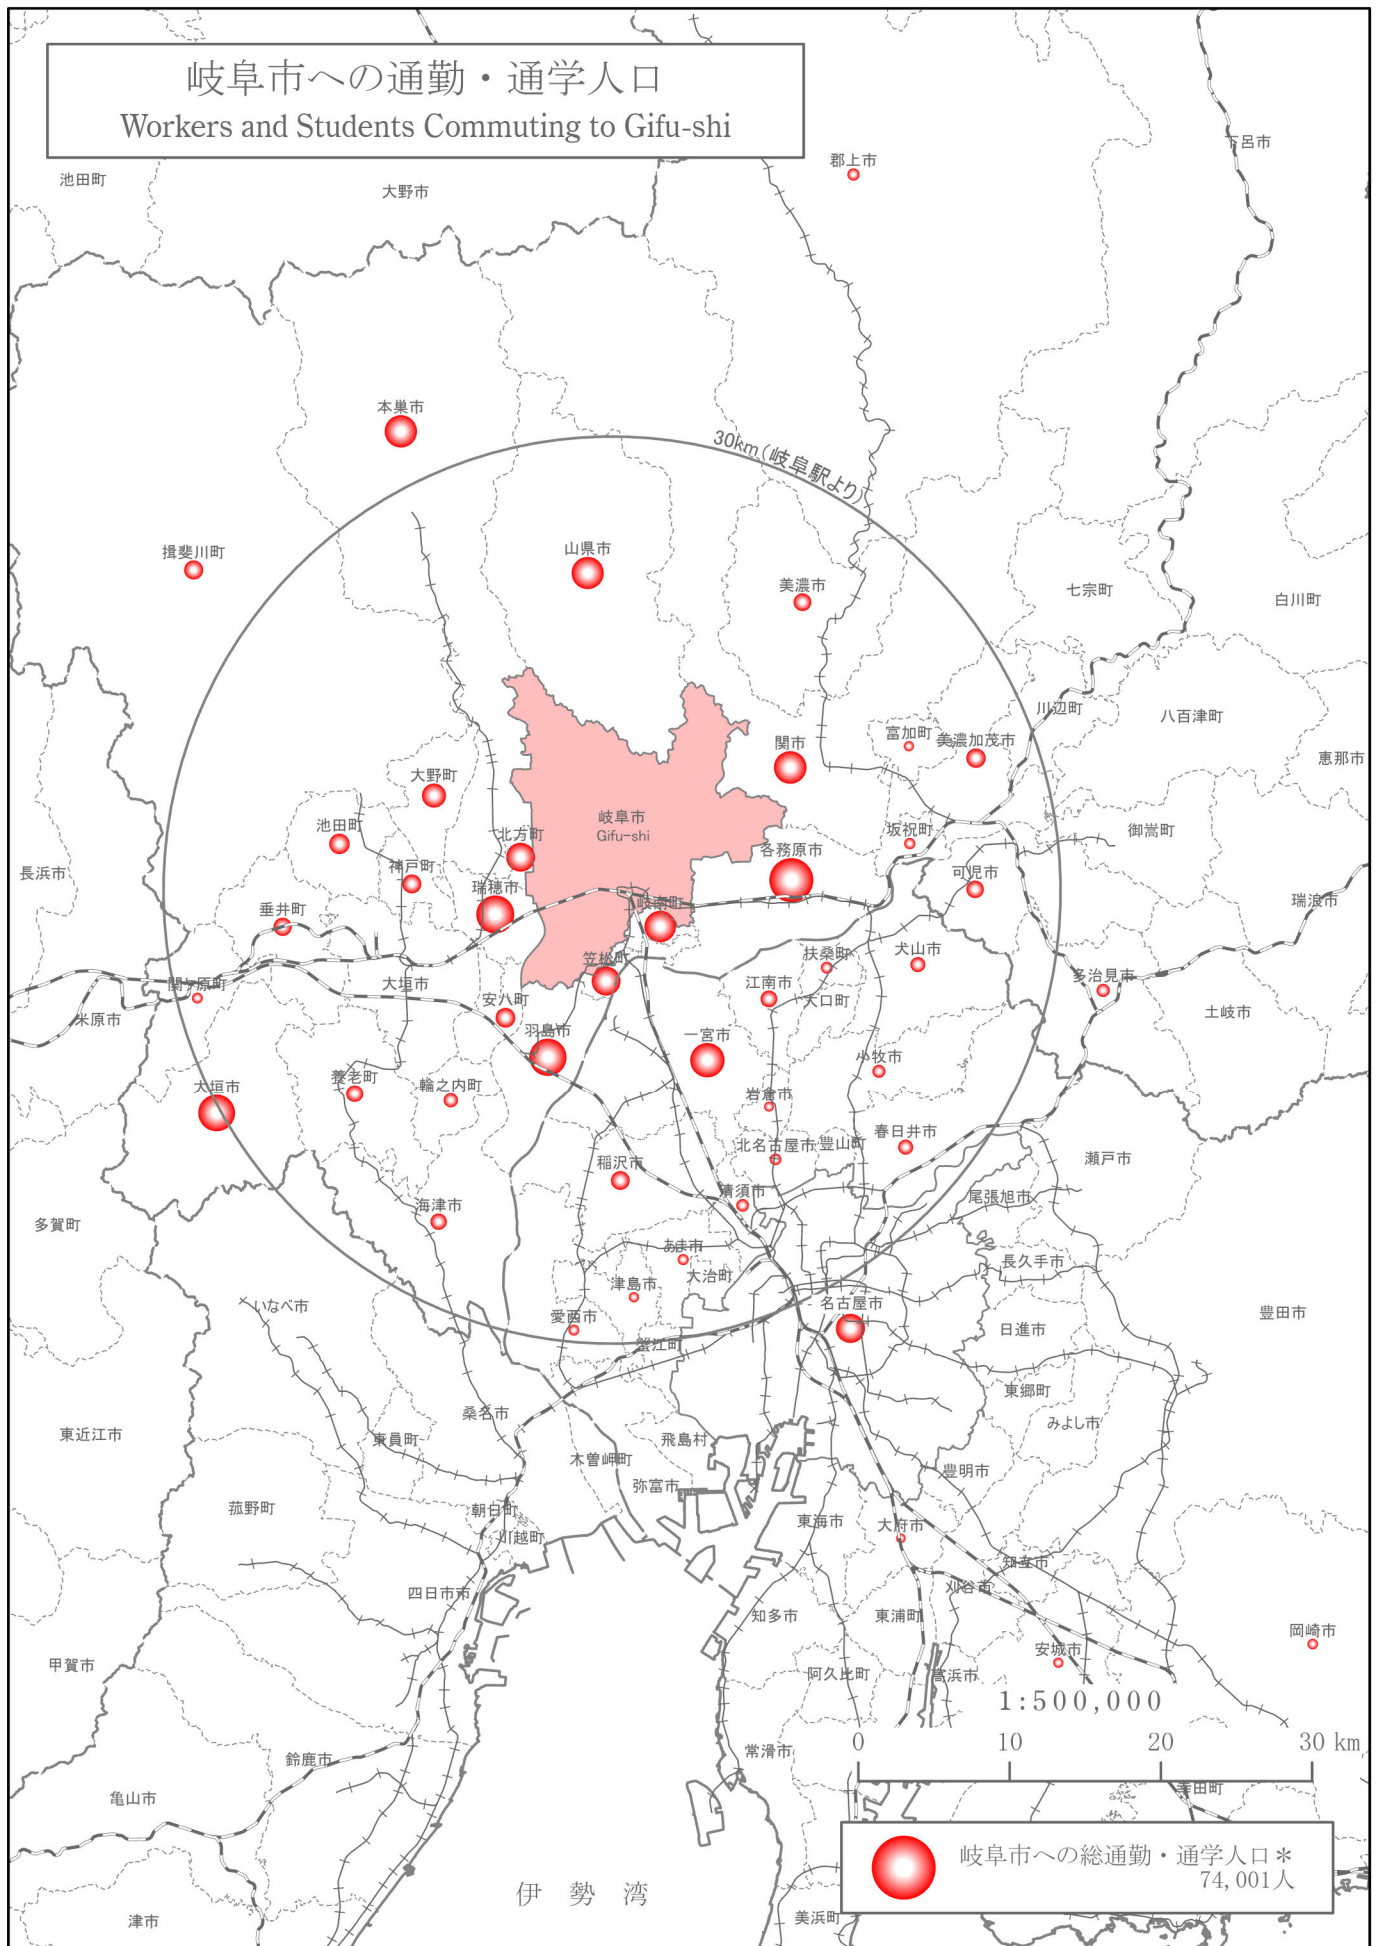 岐阜市への通勤・通学人口
Workers and Students Commuting to Gifu-shi
下呂市
郡上市
池田町
大野市
本巣市
30km（岐阜駅より）
揖斐川町
山県市
美濃市
七宗町
白川町
川辺町
八百津町
富加町
美濃加茂市
関市
恵那市
大野町
池田町
岐阜市
Gifu-shi
北方町
坂祝町
御嵩町
各務原市
長浜市
神戸町
可児市
瑞穂市
岐南町
瑞浪市
垂井町
笠松町
扶桑町
犬山市
多治見市
関ケ原町
大垣市
江南市
大口町
安八町
米原市
土岐市
羽島市
一宮市
小牧市
大垣市
養老町
輪之内町
岩倉市
春日井市
北名古屋市
豊山町
瀬戸市
稲沢市
清須市
尾張旭市
海津市
多賀町
あま市
大治町
長久手市
津島市
いなべ市
愛西市
名古屋市
豊田市
蟹江町
日進市
東郷町
桑名市
みよし市
東近江市
東員町
飛島村
木曽岬町
弥富市
豊明市
菰野町
朝日町
川越町
東海市
大府市
知立市
刈谷市
四日市市
知多市
東浦町
岡崎市
甲賀市
阿久比町
高浜市
安城市
1:500,000
0 10 20 30 km
鈴鹿市
常滑市
幸田町
亀山市
岐阜市への総通勤・通学人口＊
74,001人
伊勢湾
津市
美浜町